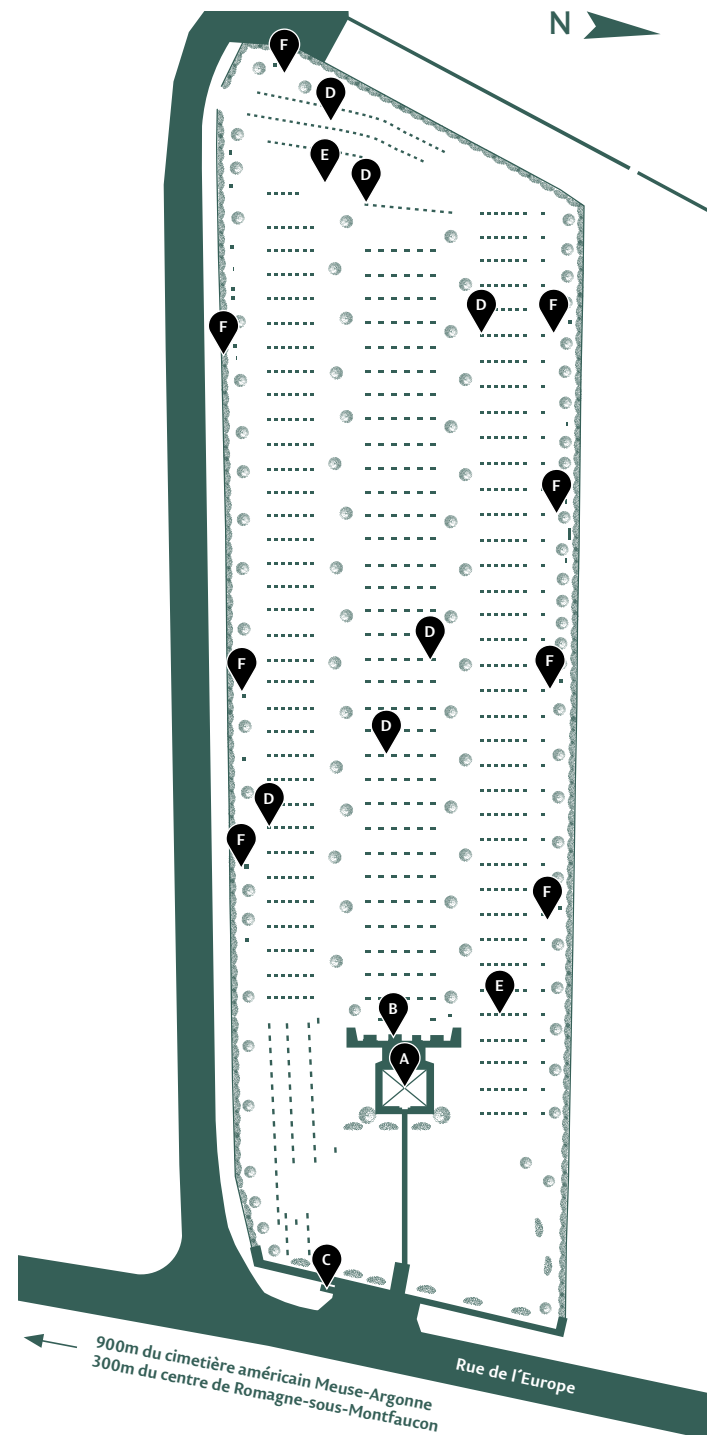 N
F
D
E
D
D
F
F
F
D
F
F
D
D
F
F
E
B
A
C
Rue de l'Europe
900m du cimetière américain Meuse-Argonne
300m du centre de Romagne-sous-Montfaucon